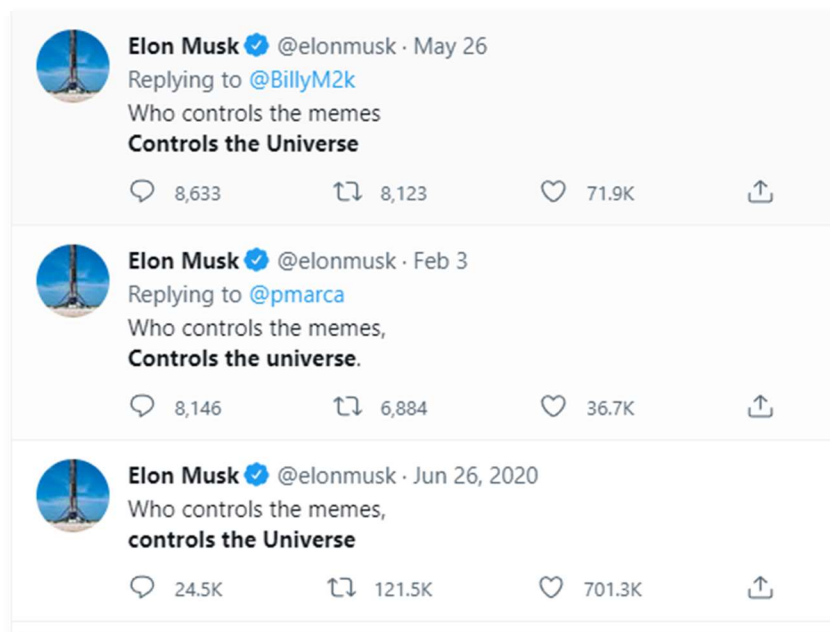 Elon Musk @elonmusk · May 26
Replying to @BillyM2k
Who controls the memes
Controls the Universe
8,633 8,123 71.9K
Elon Musk @elonmusk · Feb 3
Replying to @pmarca
Who controls the memes,
Controls the universe.
8,146 6,884 36.7K
Elon Musk @elonmusk · Jun 26, 2020
Who controls the memes,
controls the Universe
24.5K 121.5K 701.3K